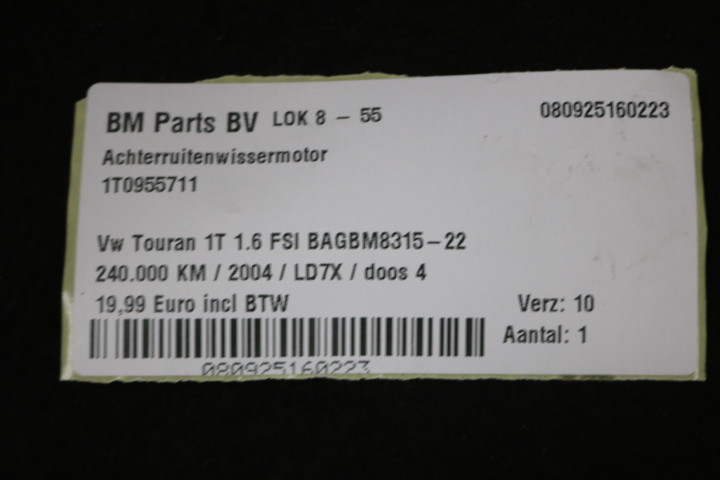 BM Parts BV LOK 8 - 55 080925160223
Achterruitenwissermotor
1T0955711
Vw Touran 1T 1.6 FSI BAGBM8315-22
240.000 KM / 2004 / LD7X / doos 4
19,99 Euro incl BTW Verz: 10
Aantal: 1
080925160223